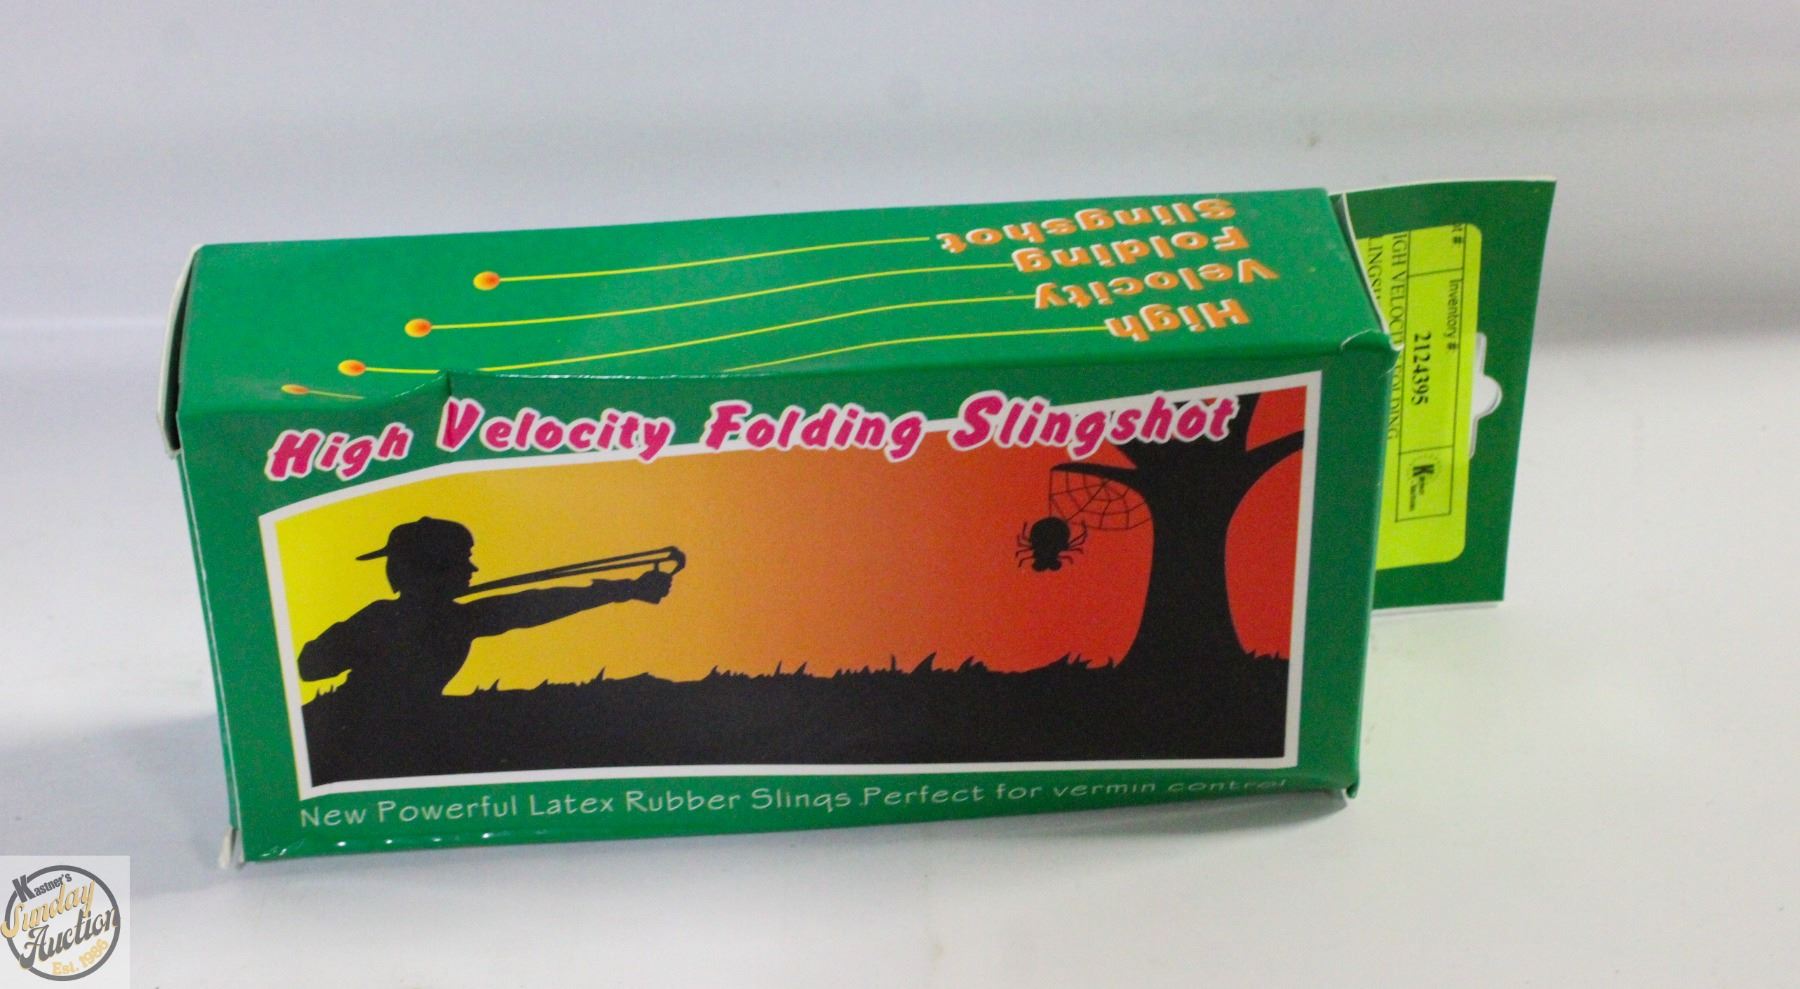 High
Velocity
Folding
Slingshot
High Velocity Folding Slingshot
New Powerful Latex Rubber Slings Perfect for vermin control
Inventory #
2124395
HIGH VELOCITY FOLDING
Kastner's
Sunday
Auction
Est. 1986